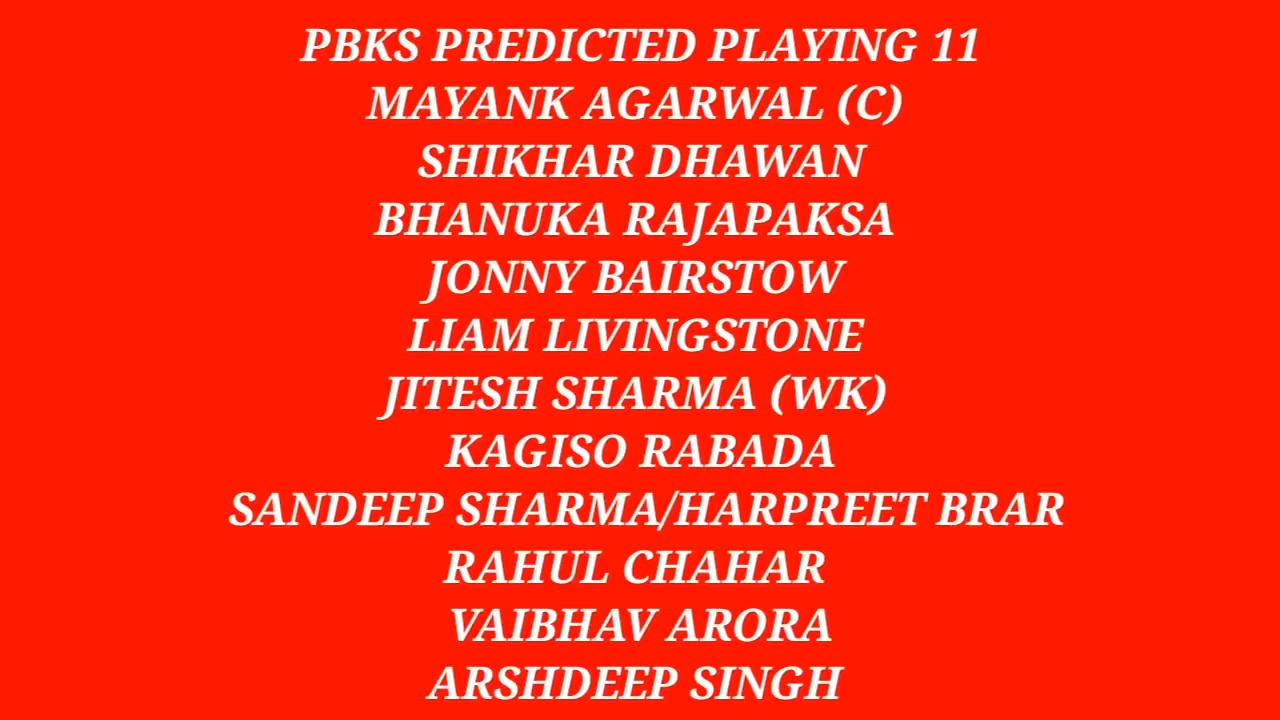 PBKS PREDICTED PLAYING 11
MAYANK AGARWAL (C)
SHIKHAR DHAWAN
BHANUKA RAJAPAKSA
JONNY BAIRSTOW
LIAM LIVINGSTONE
JITESH SHARMA (WK)
KAGISO RABADA
SANDEEP SHARMA/HARPREET BRAR
RAHUL CHAHAR
VAIBHAV ARORA
ARSHDEEP SINGH